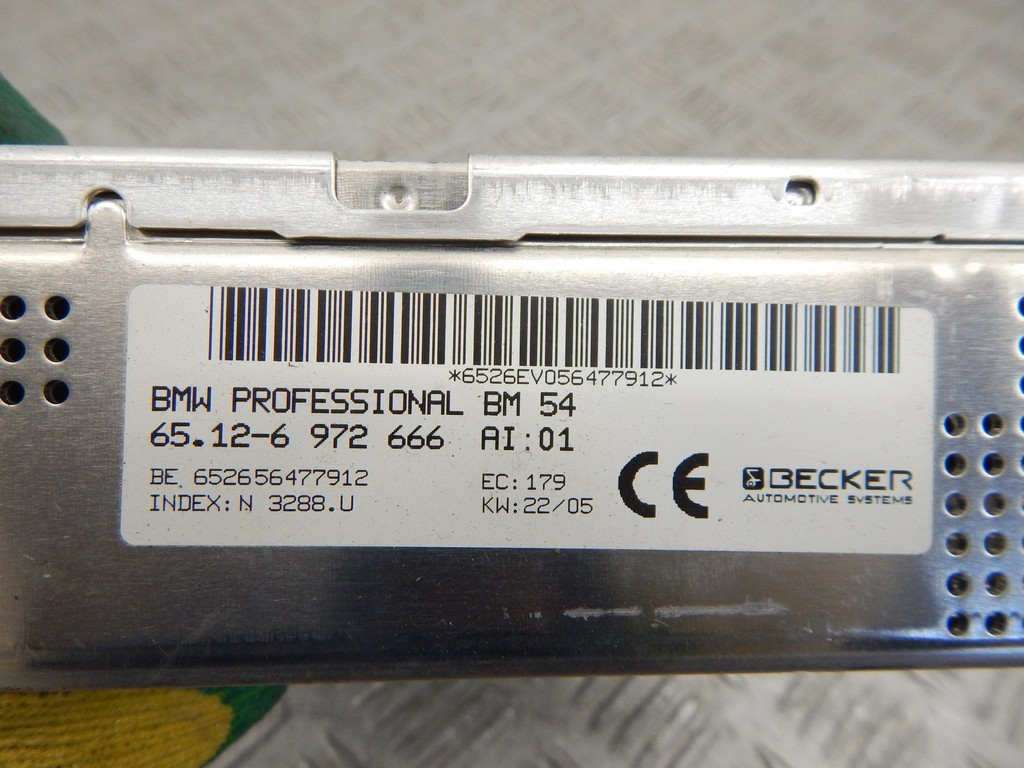 *6526EV056477912*
BMW PROFESSIONAL BM 54
65.12-6 972 666 AI:01
BE 652656477912 EC:179
INDEX: N 3288.U KW:22/05
CE
BECKER
AUTOMOTIVE SYSTEMS